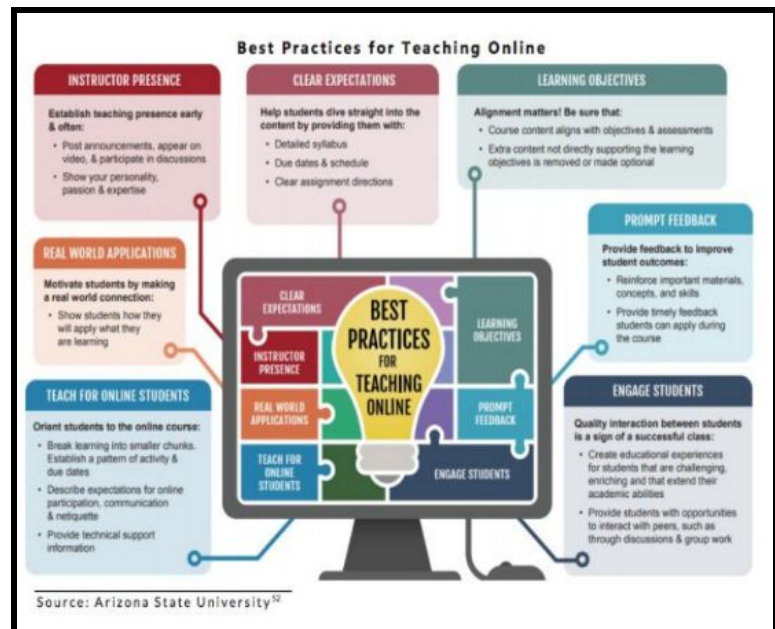 Best Practices for Teaching Online
INSTRUCTOR PRESENCE
Establish teaching presence early
& often:
• Post announcements, appear on
video, & participate in discussions
• Show your personality,
passion & expertise
CLEAR EXPECTATIONS
Help students dive straight into the
content by providing them with:
• Detailed syllabus
• Due dates & schedule
• Clear assignment directions
LEARNING OBJECTIVES
Alignment matters! Be sure that:
• Course content aligns with objectives & assessments
• Extra content not directly supporting the learning
objectives is removed or made optional
REAL WORLD APPLICATIONS
Motivate students by making
a real world connection:
• Show students how they
will apply what they
are learning
PROMPT FEEDBACK
Provide feedback to improve
student outcomes:
• Reinforce important materials,
concepts, and skills
• Provide timely feedback
students can apply during
the course
TEACH FOR ONLINE STUDENTS
Orient students to the online course:
• Break learning into smaller chunks.
Establish a pattern of activity &
due dates
• Describe expectations for online
participation, communication
& netiquette
• Provide technical support
information
ENGAGE STUDENTS
Quality interaction between students
is a sign of a successful class:
• Create educational experiences
for students that are challenging,
enriching and that extend their
academic abilities
• Provide students with opportunities
to interact with peers, such as
through discussions & group work
CLEAR
EXPECTATIONS
INSTRUCTOR
PRESENCE
REAL WORLD
APPLICATIONS
TEACH FOR
ONLINE
STUDENTS
BEST
PRACTICES
FOR
TEACHING
ONLINE
LEARNING
OBJECTIVES
PROMPT
FEEDBACK
ENGAGE STUDENTS
Source: Arizona State University52